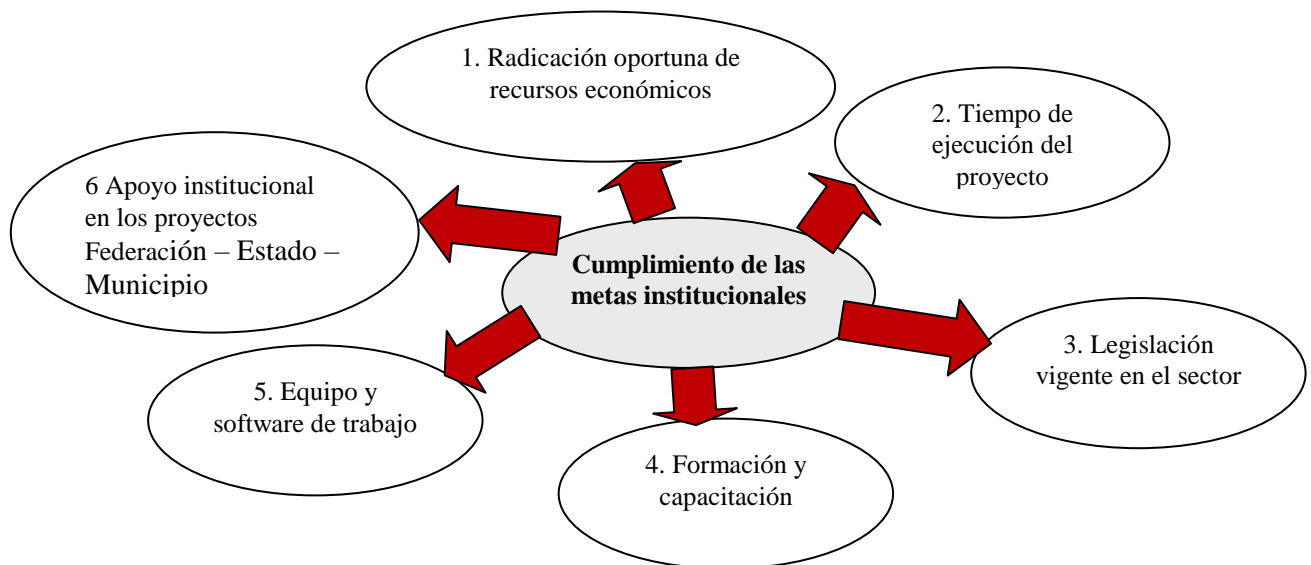 1. Radicación oportuna de
recursos económicos
2. Tiempo de
ejecución del
proyecto
6 Apoyo institucional
en los proyectos
Federación – Estado –
Municipio
Cumplimiento de las
metas institucionales
3. Legislación
vigente en el sector
5. Equipo y
software de trabajo
4. Formación y
capacitación